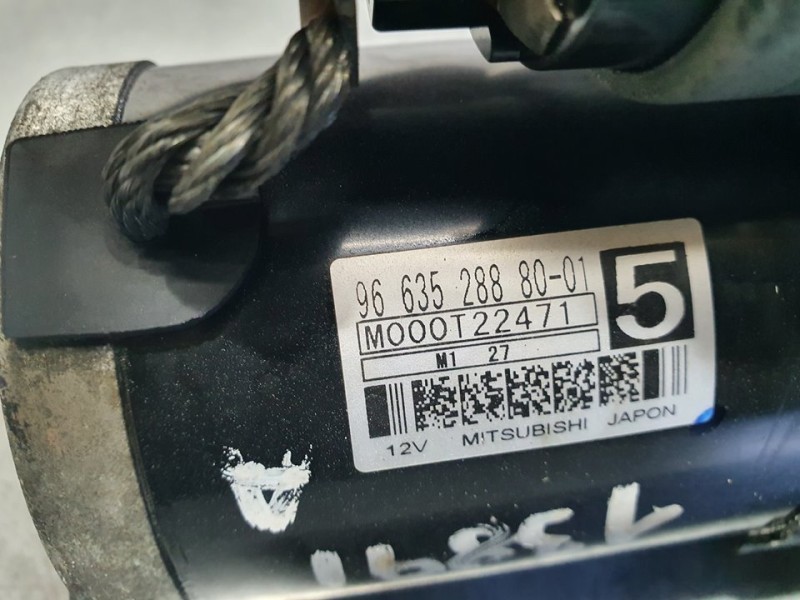 96 635 288 80-01
5
M000T22471
M1 27
12V MITSUBISHI JAPON